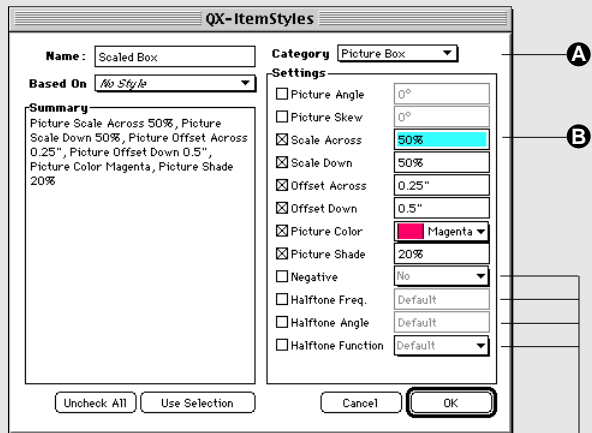 QX-ItemStyles
Name: Scaled Box
Based On No Style
Summary
Picture Scale Across 50%, Picture
Scale Down 50%, Picture Offset Across
0.25", Picture Offset Down 0.5",
Picture Color Magenta, Picture Shade
20%
Category Picture Box
Settings
Picture Angle 0°
Picture Skew 0°
Scale Across 50%
Scale Down 50%
Offset Across 0.25"
Offset Down 0.5"
Picture Color Magenta
Picture Shade 20%
Negative No
Halftone Freq. Default
Halftone Angle Default
Halftone Function Default
Uncheck All Use Selection Cancel OK
A
B